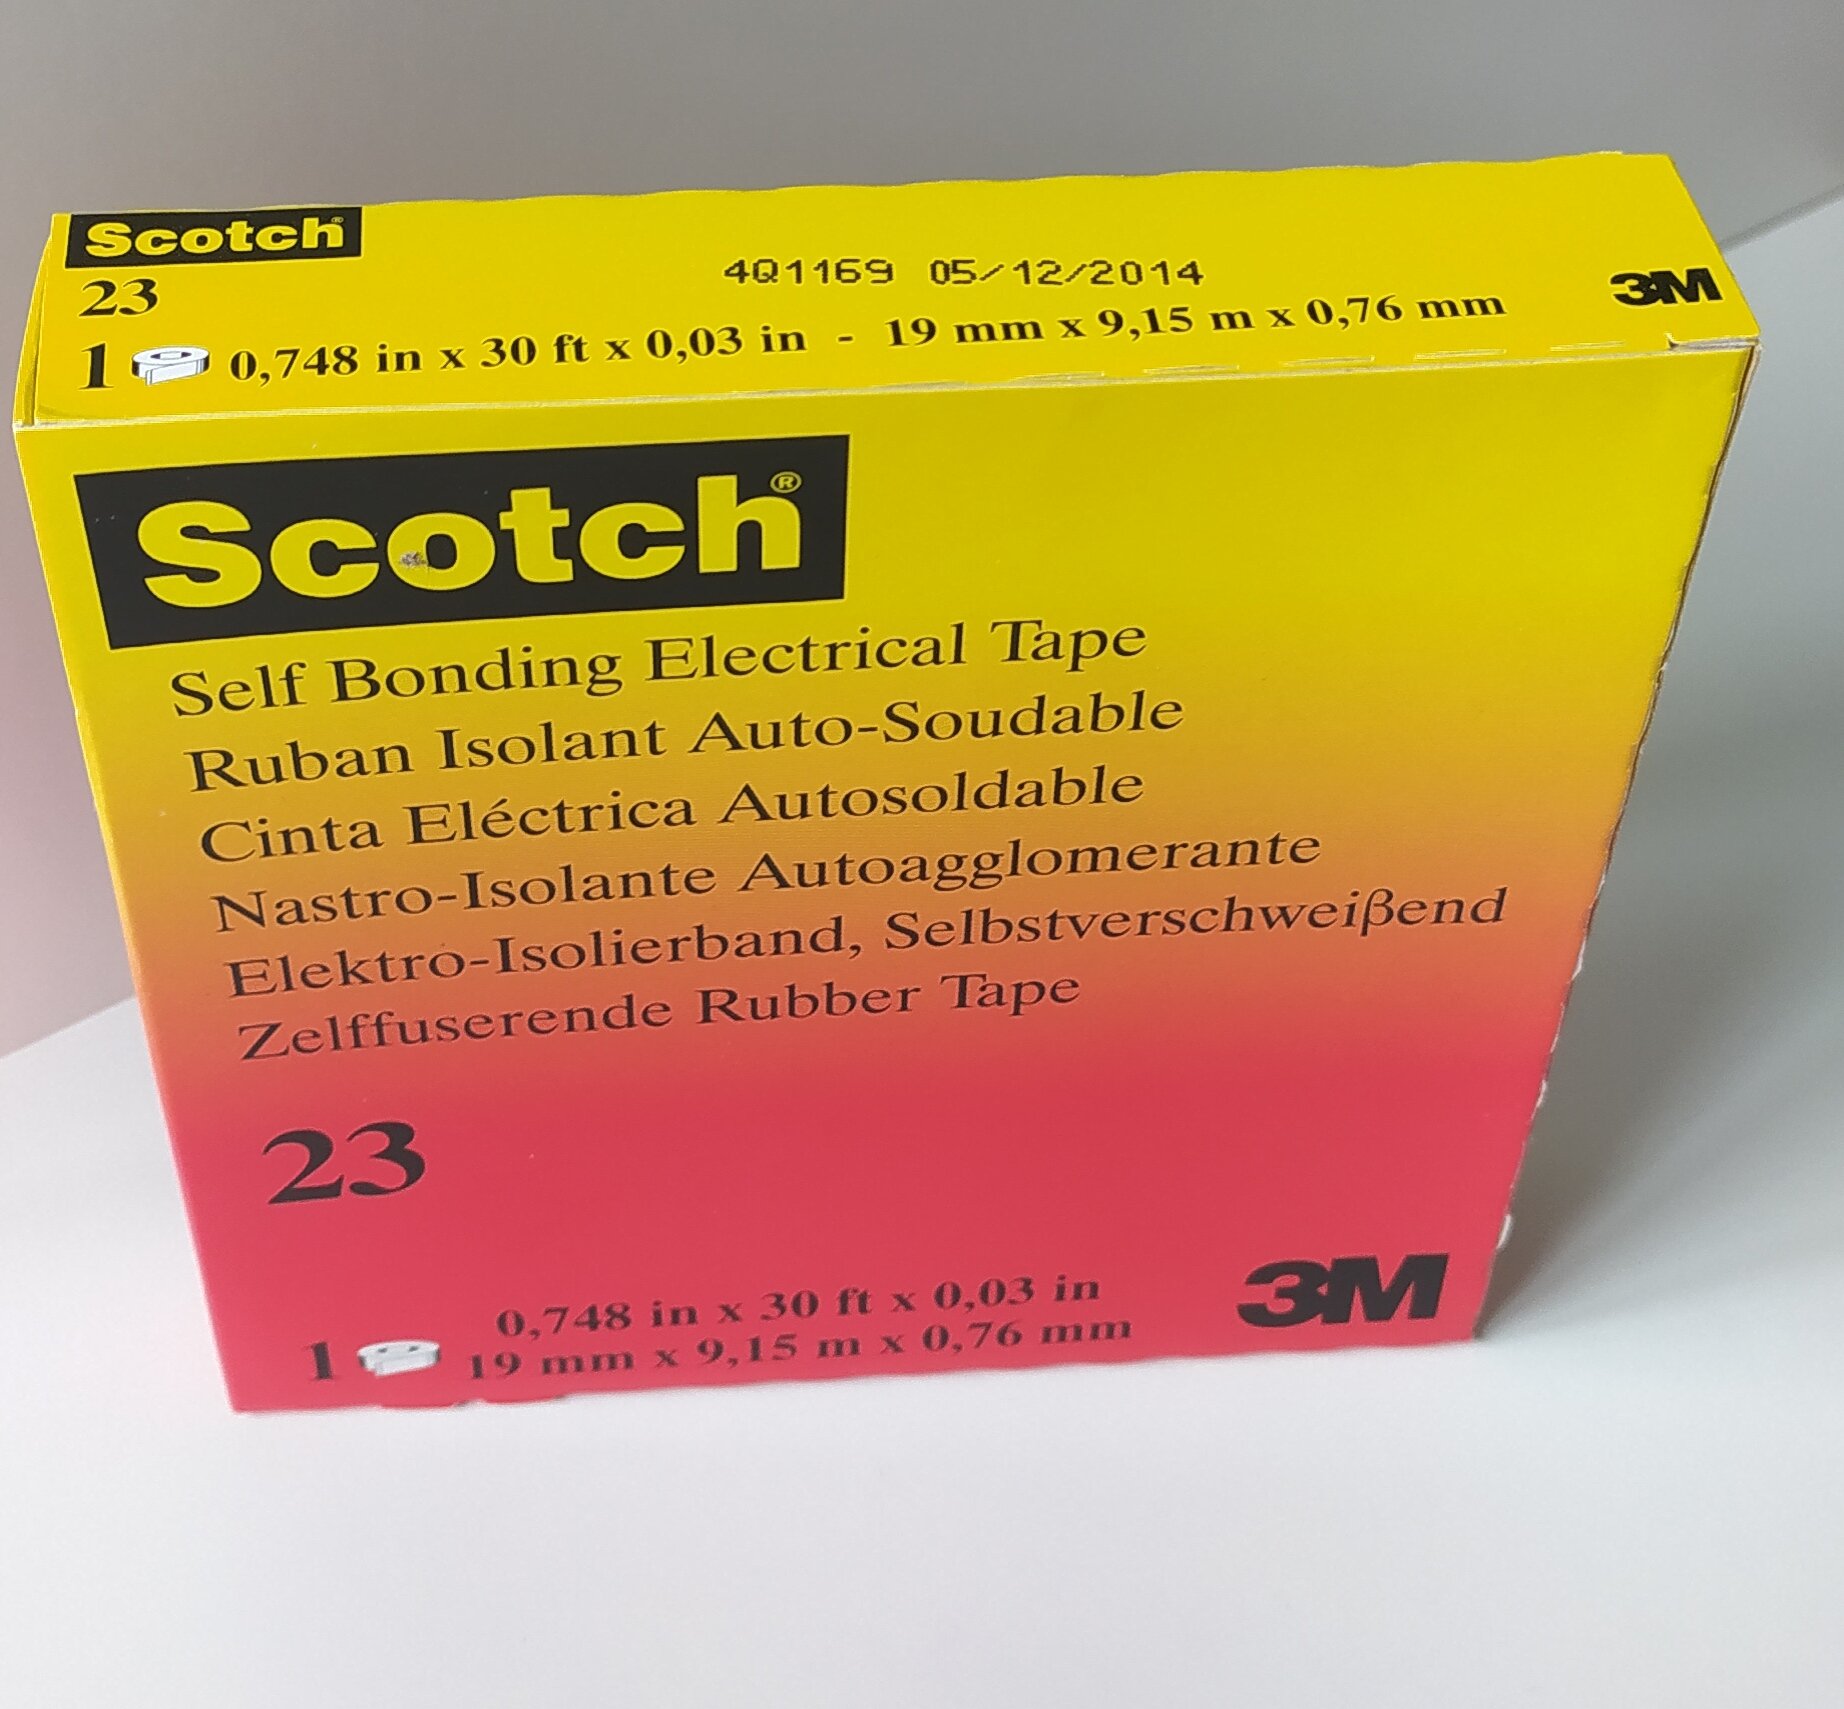 Scotch®
23
4Q1169 05/12/2014
1 0,748 in x 30 ft x 0,03 in - 19 mm x 9,15 m x 0,76 mm
3M
Scotch®
Self Bonding Electrical Tape
Ruban Isolant Auto-Soudable
Cinta Eléctrica Autosoldable
Nastro-Isolante Autoagglomerante
Elektro-Isolierband, Selbstverschweißend
Zelffuserende Rubber Tape
23
0,748 in x 30 ft x 0,03 in
1 19 mm x 9,15 m x 0,76 mm
3M